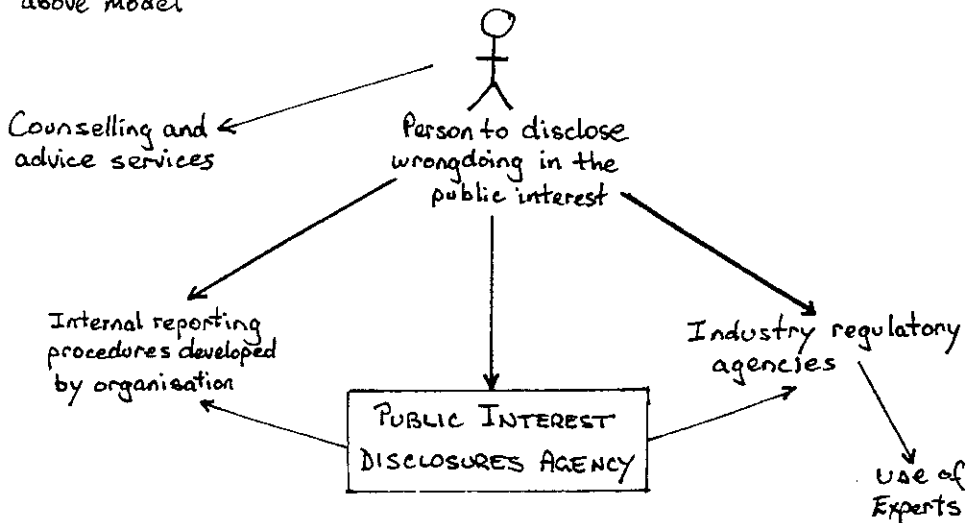 above model
Counselling and
advice services
Person to disclose
wrongdoing in the
public interest
Internal reporting
procedures developed
by organisation
PUBLIC INTEREST
DISCLOSURES AGENCY
Industry regulatory
agencies
Use of
Experts